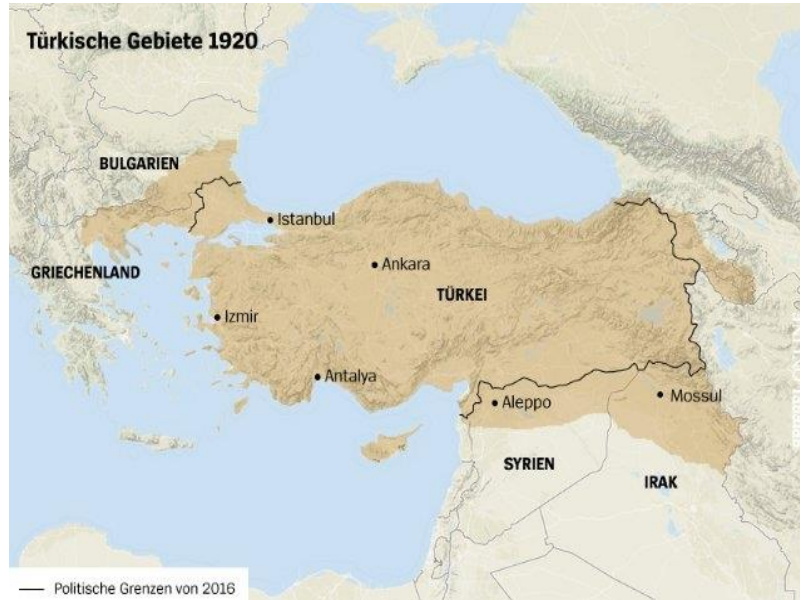 Türkische Gebiete 1920
BULGARIEN
Istanbul
GRIECHENLAND
Ankara
TÜRKEI
Izmir
Antalya
Aleppo
Mossul
SYRIEN
IRAK
Politische Grenzen von 2016